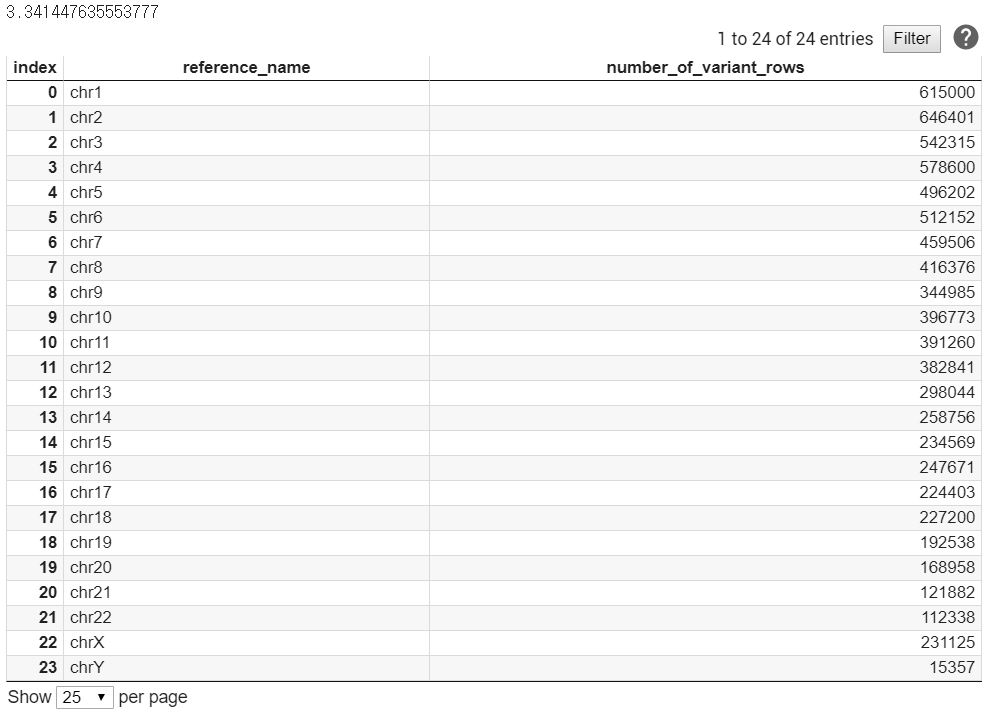 3.341447635553777
1 to 24 of 24 entries Filter ?
index reference_name number_of_variant_rows
0 chr1 615000
1 chr2 646401
2 chr3 542315
3 chr4 578600
4 chr5 496202
5 chr6 512152
6 chr7 459506
7 chr8 416376
8 chr9 344985
9 chr10 396773
10 chr11 391260
11 chr12 382841
12 chr13 298044
13 chr14 258756
14 chr15 234569
15 chr16 247671
16 chr17 224403
17 chr18 227200
18 chr19 192538
19 chr20 168958
20 chr21 121882
21 chr22 112338
22 chrX 231125
23 chrY 15357
Show 25 per page